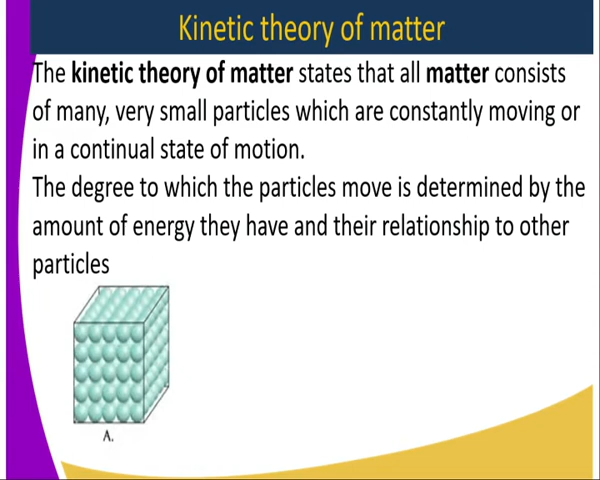 Kinetic theory of matter
The kinetic theory of matter states that all matter consists
of many, very small particles which are constantly moving or
in a continual state of motion.
The degree to which the particles move is determined by the
amount of energy they have and their relationship to other
particles
A.